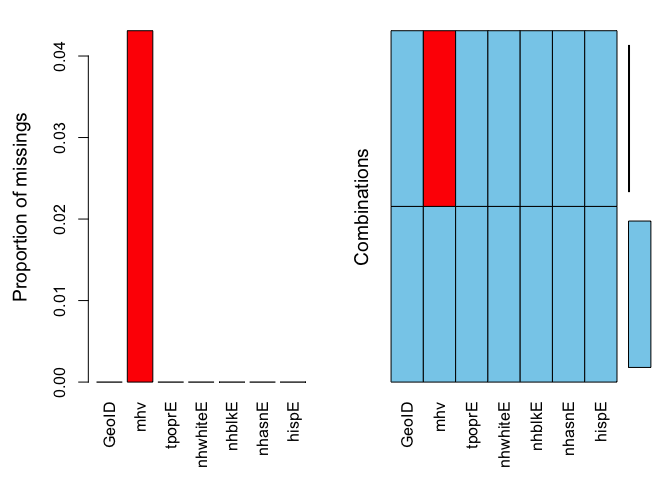 Proportion of missings
0.04
0.03
0.02
0.01
0.00
GeoID
mhv
tpoprE
nhwhiteE
nhblkE
nhasnE
hispE
Combinations
GeoID
mhv
tpoprE
nhwhiteE
nhblkE
nhasnE
hispE